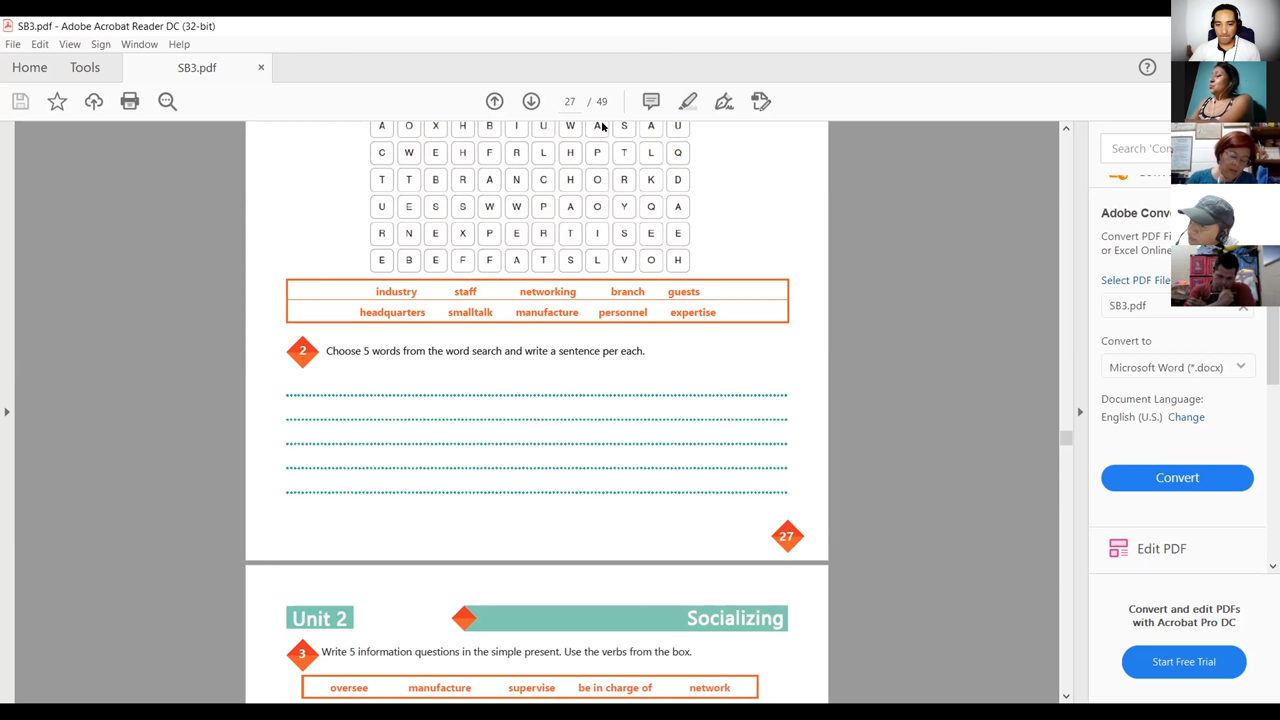 SB3.pdf - Adobe Acrobat Reader DC (32-bit)
File Edit View Sign Window Help
Home Tools SB3.pdf ×
27 / 49
A O X H B I U W A S A U
C W E H F R L H P T L Q
T T B R A N C H O R K D
U E S S W W P A O Y Q A
R N E X P E R T I S E E
E B E F F A T S L V O H
industry staff networking branch guests
headquarters smalltalk manufacture personnel expertise
2 Choose 5 words from the word search and write a sentence per each.
27
Unit 2 Socializing
3 Write 5 information questions in the simple present. Use the verbs from the box.
oversee manufacture supervise be in charge of network
Search 'Co
Adobe Conv
Convert PDF Fi
or Excel Online
Select PDF File
SB3.pdf
Convert to
Microsoft Word (*.docx)
Document Language:
English (U.S.) Change
Convert
Edit PDF
Convert and edit PDFs
with Acrobat Pro DC
Start Free Trial